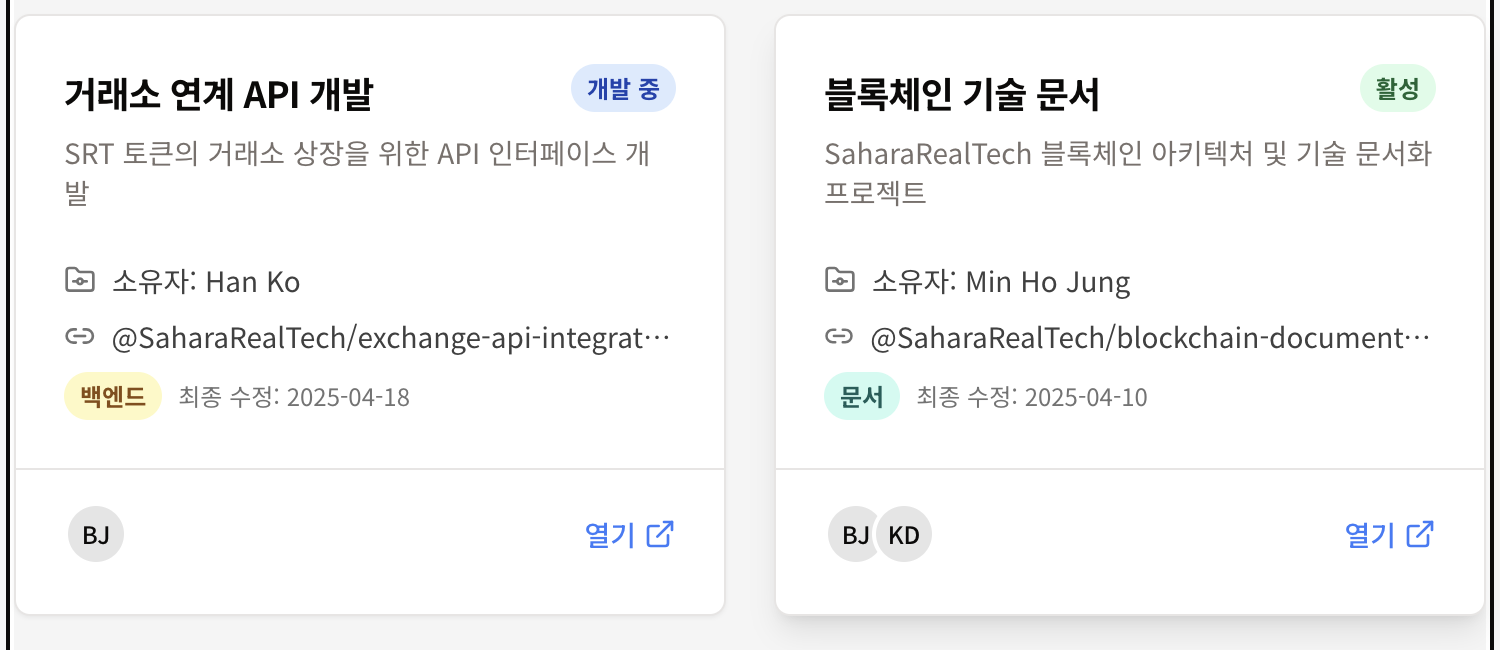 거래소 연계 API 개발
개발 중
SRT 토큰의 거래소 상장을 위한 API 인터페이스 개
발
소유자: Han Ko
@SaharaRealTech/exchange-api-integrat…
백엔드
최종 수정: 2025-04-18
BJ
열기
블록체인 기술 문서
활성
SaharaRealTech 블록체인 아키텍처 및 기술 문서화
프로젝트
소유자: Min Ho Jung
@SaharaRealTech/blockchain-document…
문서
최종 수정: 2025-04-10
BJ
KD
열기